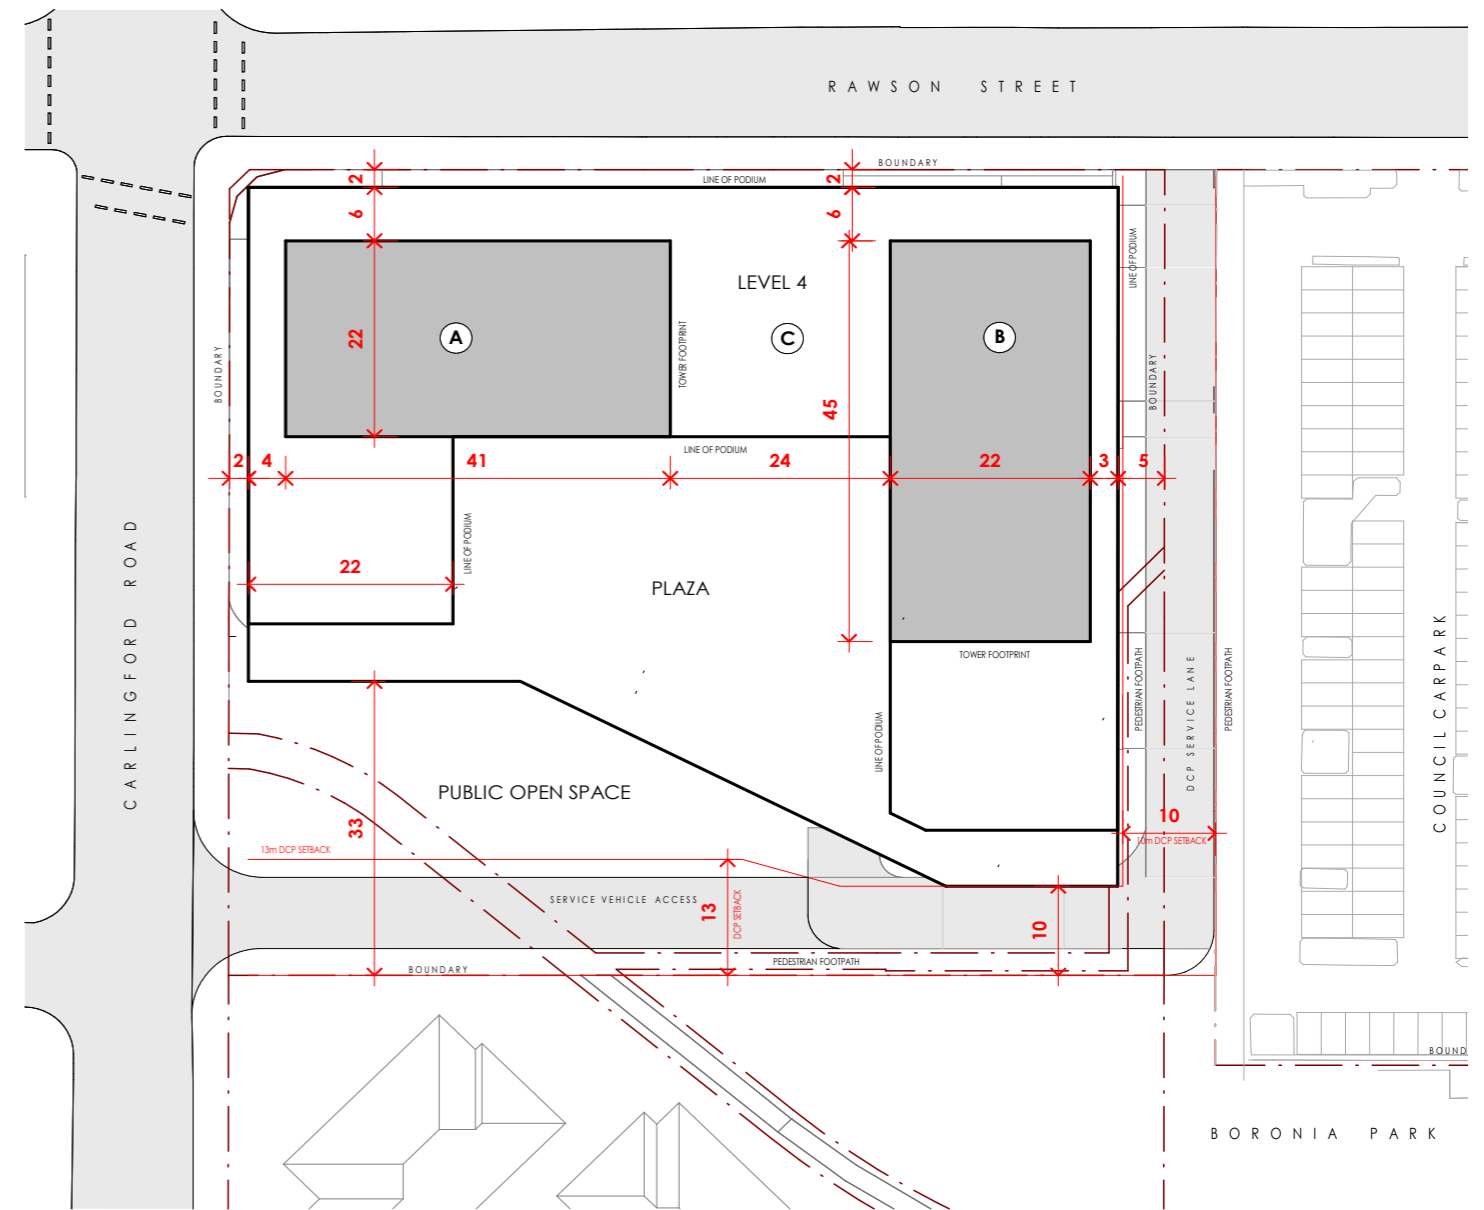 RAWSON STREET
BOUNDARY
2
LINE OF PODIUM
2
6
6
LINE OF PODIUM
LEVEL 4
A
C
B
22
TOWER FOOTPRINT
BOUNDARY
BOUNDARY
45
LINE OF PODIUM
2
4
41
24
22
3
5
LINE OF PODIUM
22
PLAZA
CARLINGFORD ROAD
TOWER FOOTPRINT
PEDESTRIAN FOOTPATH
DCP SERVICE LANE
PEDESTRIAN FOOTPATH
COUNCIL CARPARK
LINE OF PODIUM
PUBLIC OPEN SPACE
33
10
10m DCP SETBACK
13m DCP SETBACK
SERVICE VEHICLE ACCESS
13
DCP SETBACK
10
PEDESTRIAN FOOTPATH
BOUNDARY
BOUND
BORONIA PARK